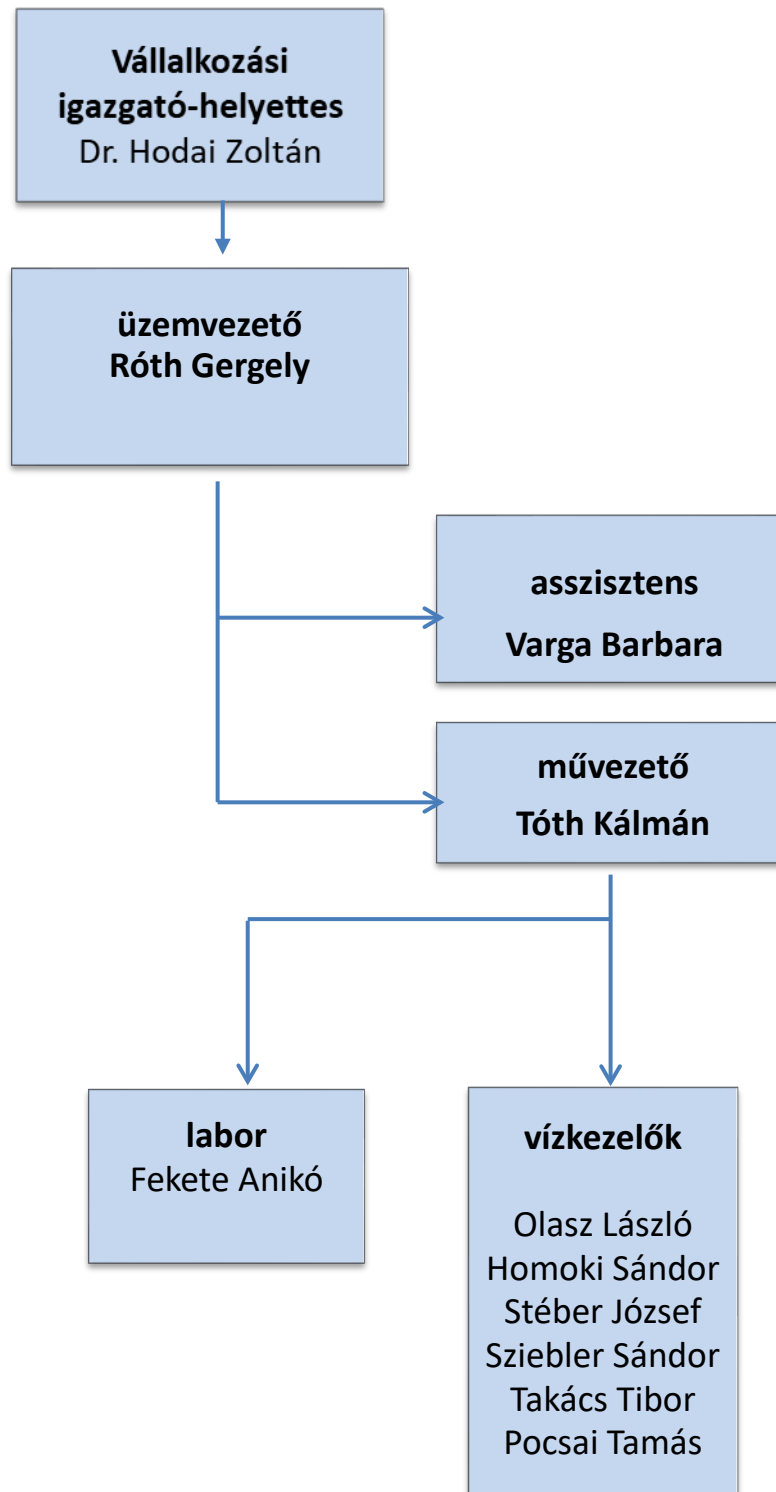 Vállalkozási
igazgató-helyettes
Dr. Hodai Zoltán
üzemvezető
Róth Gergely
asszisztens
Varga Barbara
művezető
Tóth Kálmán
labor
Fekete Anikó
vízkezelők
Olasz László
Homoki Sándor
Stéber József
Sziebler Sándor
Takács Tibor
Pocsai Tamás